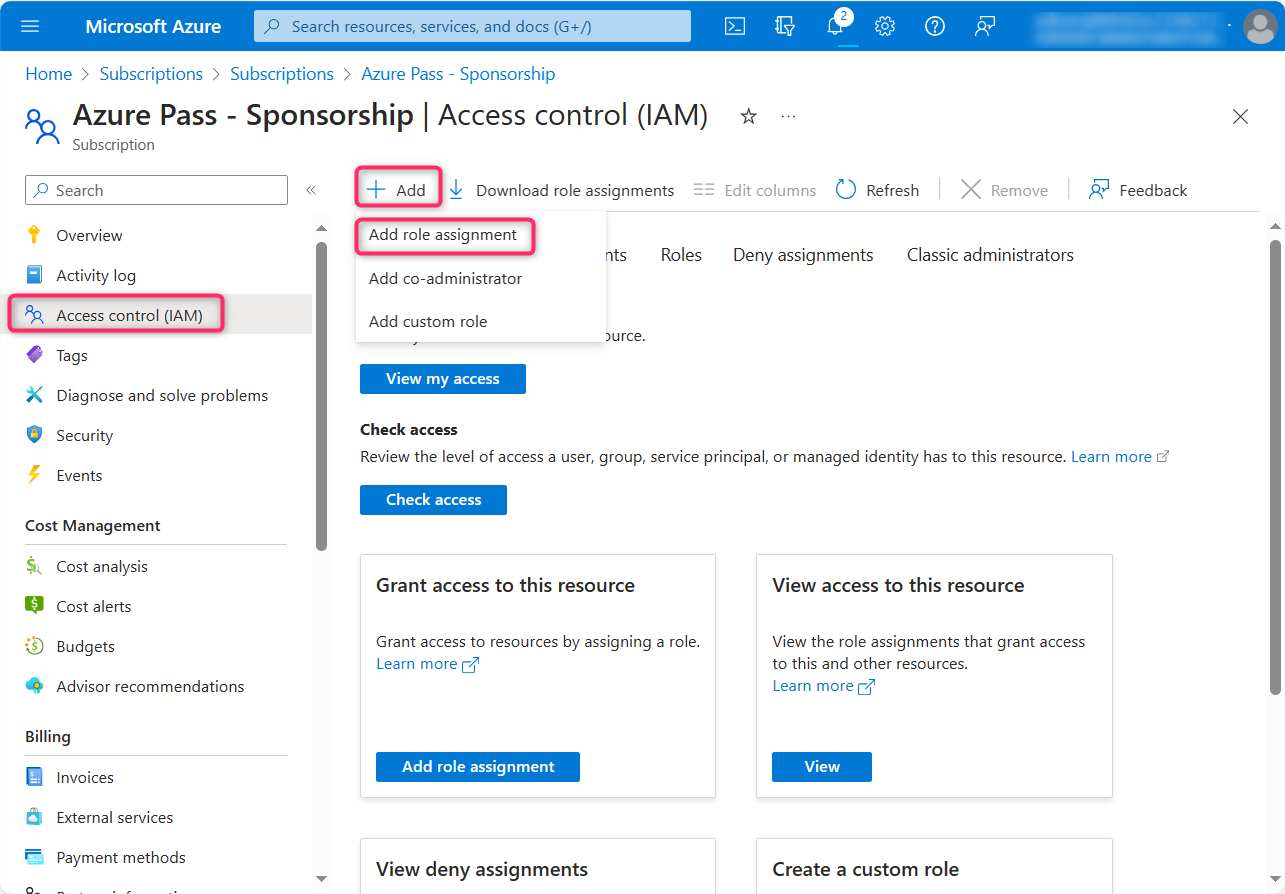 Microsoft Azure
Search resources, services, and docs (G+/)
2
Home > Subscriptions > Subscriptions > Azure Pass - Sponsorship
Azure Pass - Sponsorship | Access control (IAM)
Subscription
Search
Overview
Activity log
Access control (IAM)
Tags
Diagnose and solve problems
Security
Events
Cost Management
Cost analysis
Cost alerts
Budgets
Advisor recommendations
Billing
Invoices
External services
Payment methods
Add
Download role assignments
Edit columns
Refresh
Remove
Feedback
Add role assignment
Add co-administrator
Add custom role
Roles
Deny assignments
Classic administrators
View my access
Check access
Review the level of access a user, group, service principal, or managed identity has to this resource. Learn more
Check access
Grant access to this resource
Grant access to resources by assigning a role.
Learn more
Add role assignment
View access to this resource
View the role assignments that grant access
to this and other resources.
Learn more
View
View deny assignments
Create a custom role